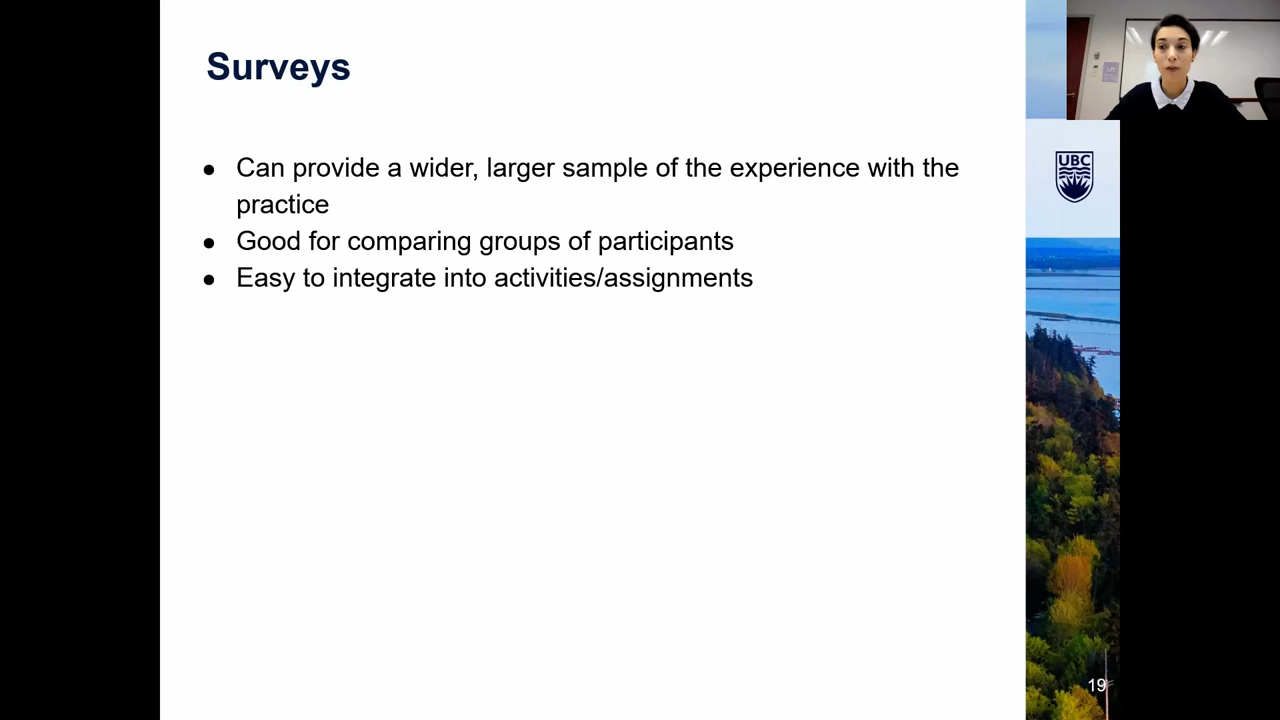 Surveys
● Can provide a wider, larger sample of the experience with the
practice
● Good for comparing groups of participants
● Easy to integrate into activities/assignments
UBC
19